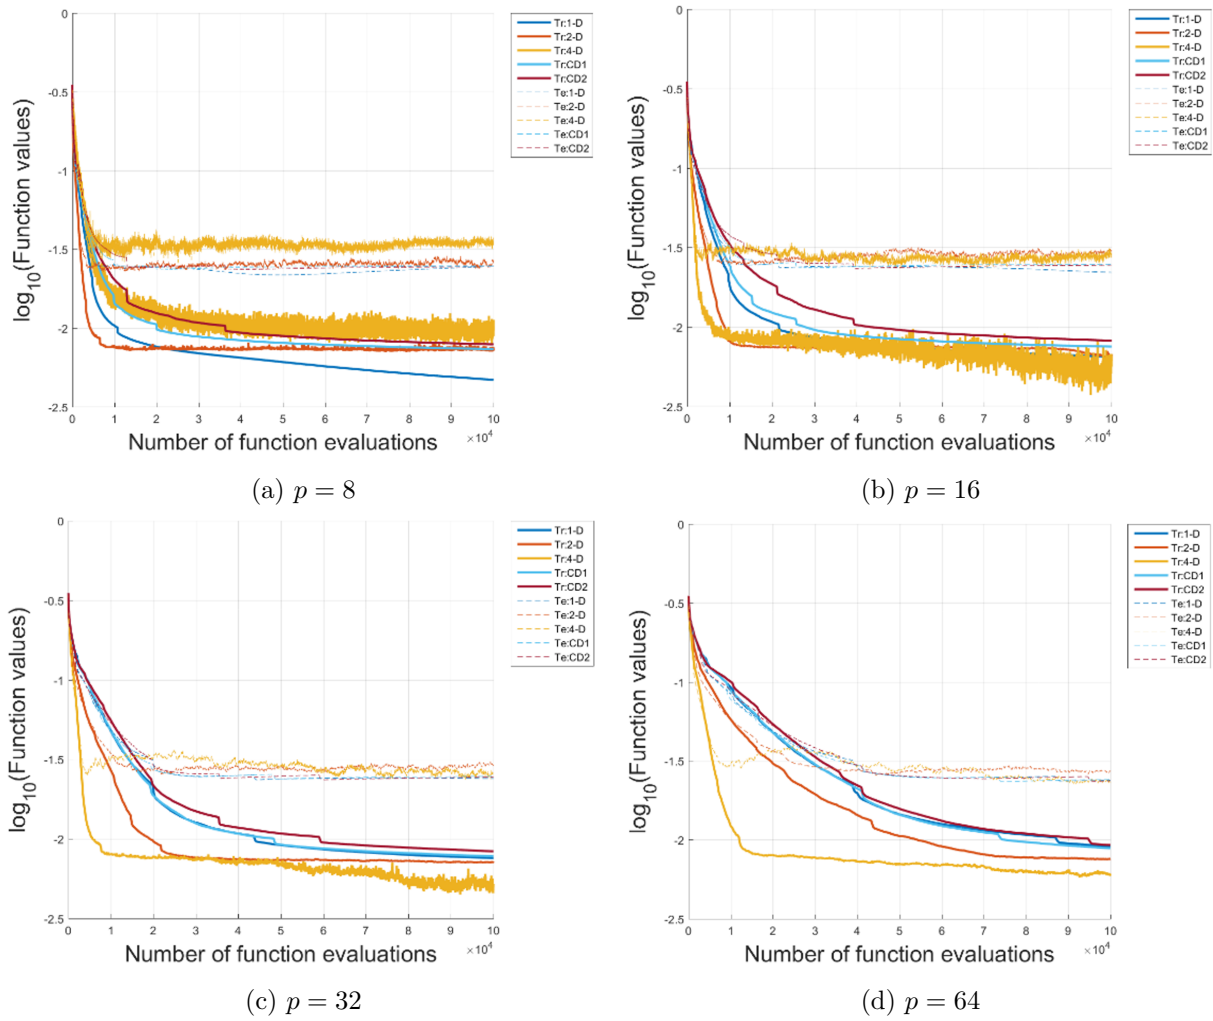 0
-0.5
-1
-1.5
-2
-2.5
log10(Function values)
0 1 2 3 4 5 6 7 8 9 10
×10^4
Number of function evaluations
Tr:1-D
Tr:2-D
Tr:4-D
Tr:CD1
Tr:CD2
Te:1-D
Te:2-D
Te:4-D
Te:CD1
Te:CD2
(a) p = 8
0
-0.5
-1
-1.5
-2
-2.5
log10(Function values)
0 1 2 3 4 5 6 7 8 9 10
×10^4
Number of function evaluations
Tr:1-D
Tr:2-D
Tr:4-D
Tr:CD1
Tr:CD2
Te:1-D
Te:2-D
Te:4-D
Te:CD1
Te:CD2
(b) p = 16
0
-0.5
-1
-1.5
-2
-2.5
log10(Function values)
0 1 2 3 4 5 6 7 8 9 10
×10^4
Number of function evaluations
Tr:1-D
Tr:2-D
Tr:4-D
Tr:CD1
Tr:CD2
Te:1-D
Te:2-D
Te:4-D
Te:CD1
Te:CD2
(c) p = 32
0
-0.5
-1
-1.5
-2
-2.5
log10(Function values)
0 1 2 3 4 5 6 7 8 9 10
×10^4
Number of function evaluations
Tr:1-D
Tr:2-D
Tr:4-D
Tr:CD1
Tr:CD2
Te:1-D
Te:2-D
Te:4-D
Te:CD1
Te:CD2
(d) p = 64